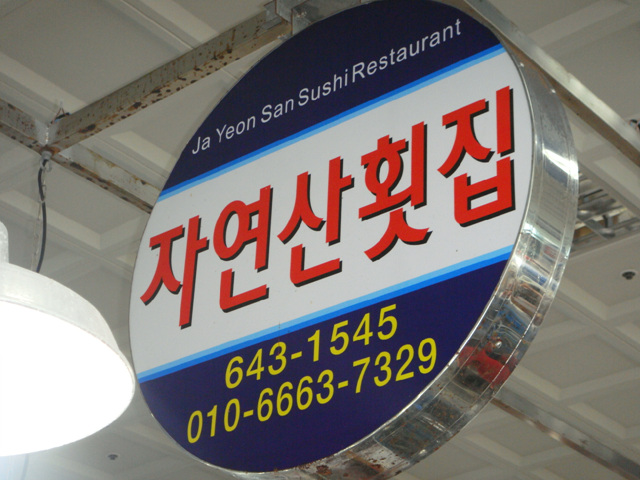 Ja Yeon San Sushi Restaurant
자연산횟집
643-1545
010-6663-7329